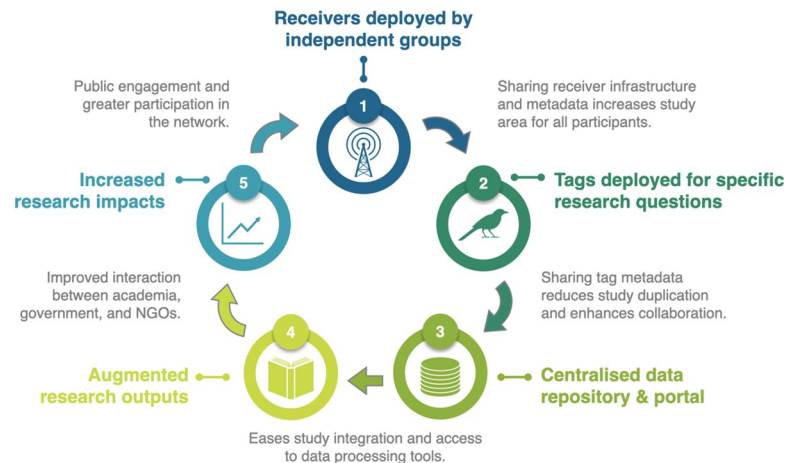 Receivers deployed by
independent groups
1
Sharing receiver infrastructure
and metadata increases study
area for all participants.
2
Tags deployed for specific
research questions
Sharing tag metadata
reduces study duplication
and enhances collaboration.
3
Centralised data
repository & portal
Eases study integration and access
to data processing tools.
4
Augmented
research outputs
Improved interaction
between academia,
government, and NGOs.
5
Increased
research impacts
Public engagement and
greater participation in
the network.